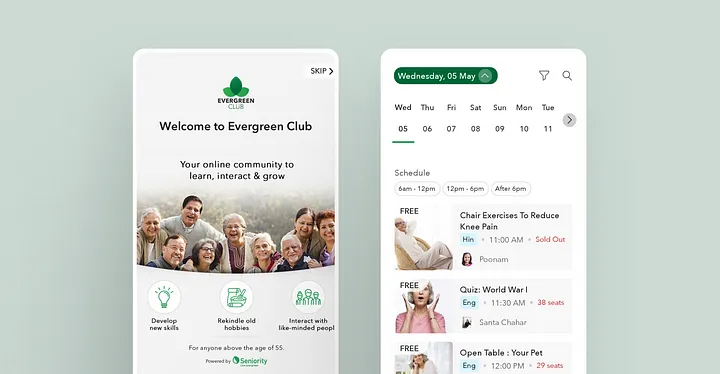 SKIP
EVERGREEN
CLUB
Welcome to Evergreen Club
Your online community to
learn, interact & grow
Develop
new skills
Rekindle old
hobbies
Interact with
like-minded peopl
For anyone above the age of 55.
Powered by Seniority
Wednesday, 05 May
Wed Thu Fri Sat Sun Mon Tue
05 06 07 08 09 10 11
Schedule
6am - 12pm 12pm - 6pm After 6pm
FREE
Chair Exercises To Reduce
Knee Pain
Hin • 11:00 AM • Sold Out
Poonam
FREE
Quiz: World War I
Eng • 11:30 AM • 38 seats
Santa Chahar
FREE
Open Table : Your Pet
Eng • 12:00 PM • 29 seats